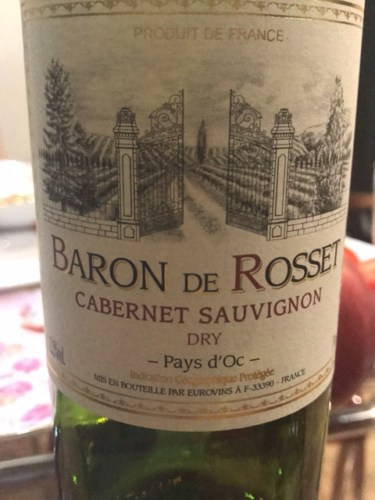 PRODUIT DE FRANCE
BARON DE ROSSET
CABERNET SAUVIGNON
DRY
– Pays d'Oc –
Indication Géographique Protégée
MIS EN BOUTEILLE PAR EUROVINS À F-33390 - FRANCE